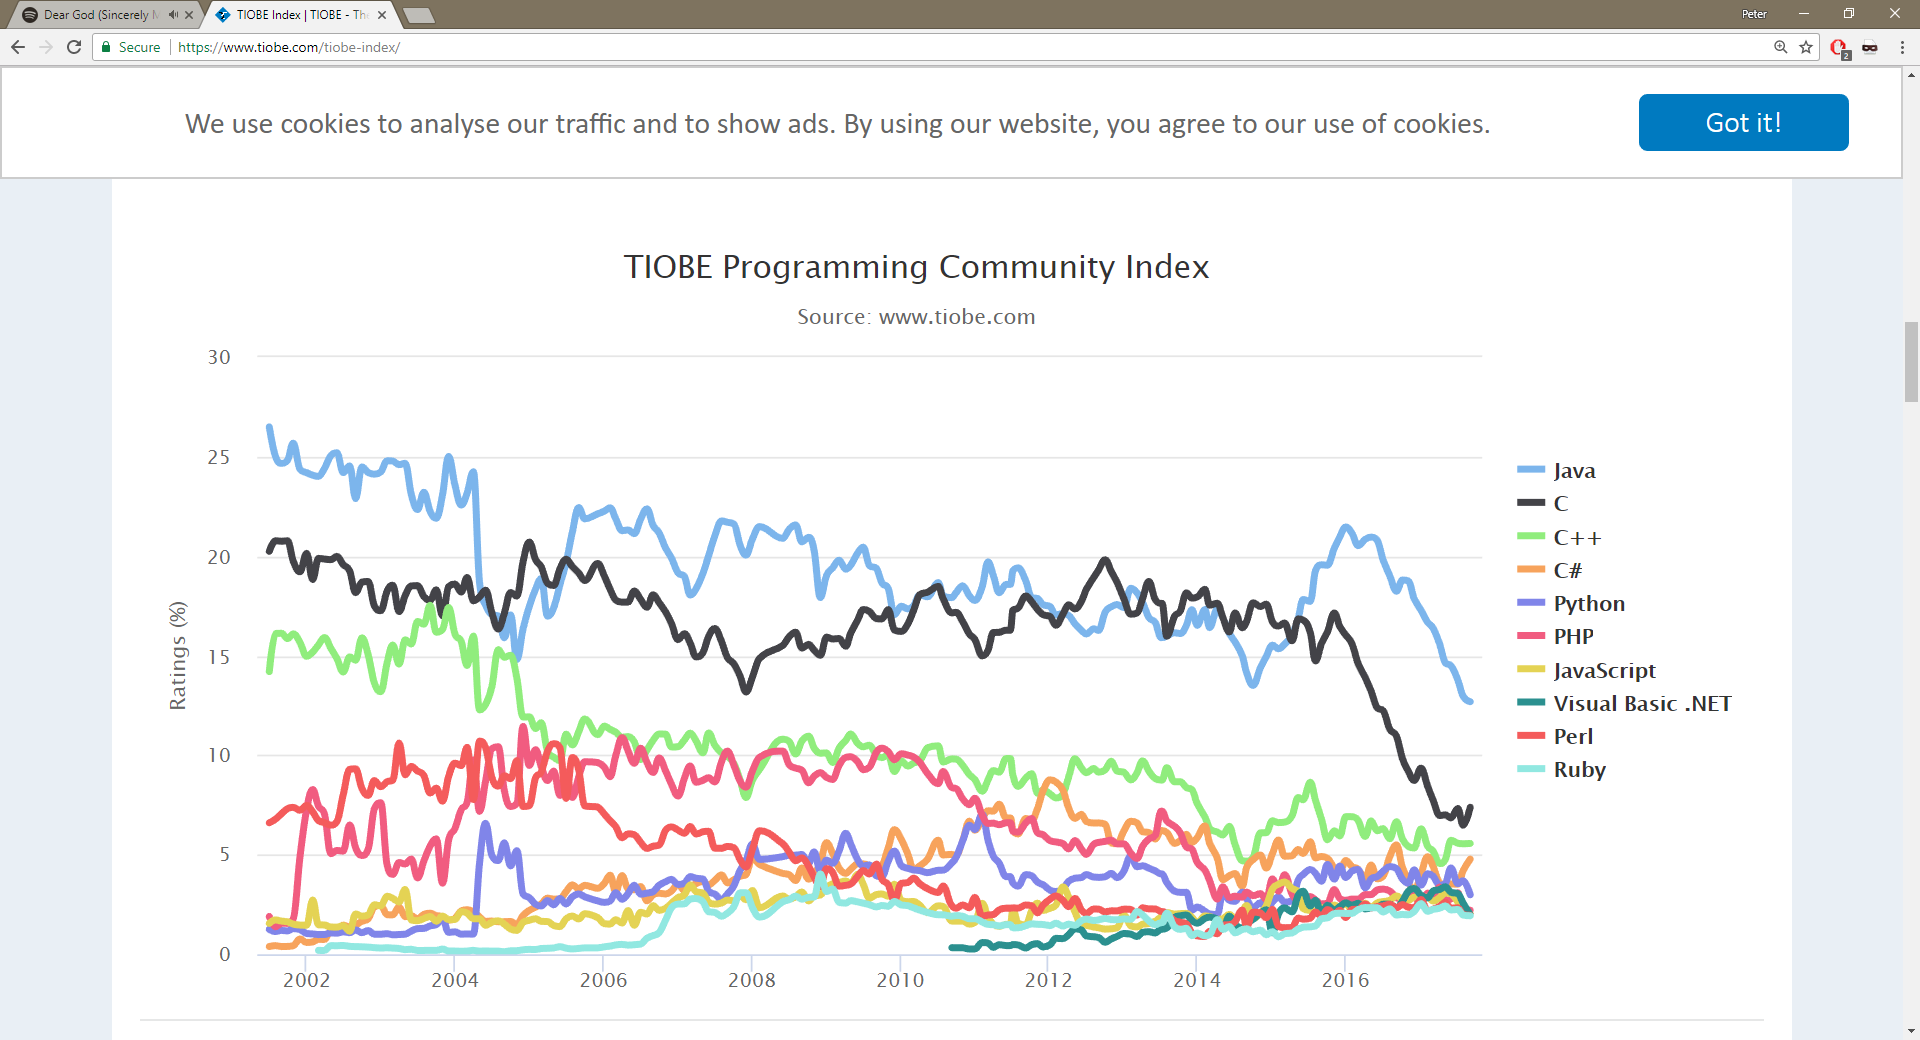 Dear God (Sincerely M
TIOBE Index | TIOBE - Th
Peter
Secure
https://www.tiobe.com/tiobe-index/
2
We use cookies to analyse our traffic and to show ads. By using our website, you agree to our use of cookies.
Got it!
TIOBE Programming Community Index
Source: www.tiobe.com
Ratings (%)
30
25
20
15
10
5
0
2002 2004 2006 2008 2010 2012 2014 2016
Java
C
C++
C#
Python
PHP
JavaScript
Visual Basic .NET
Perl
Ruby